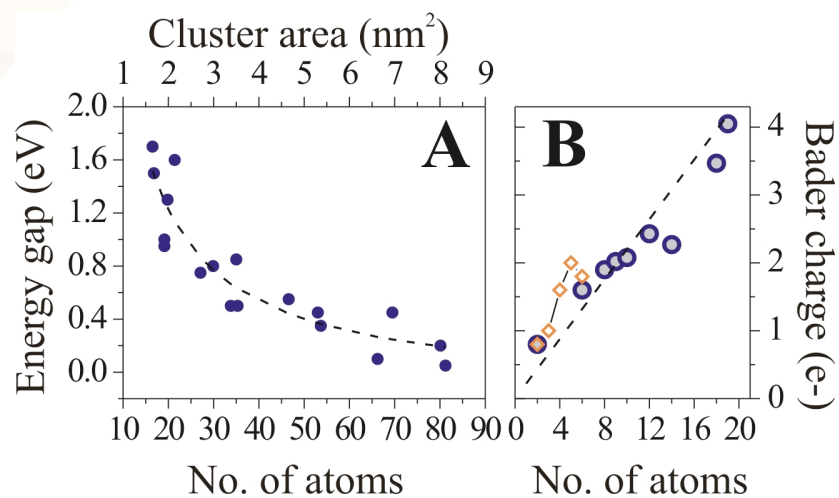 Cluster area (nm²)
1 2 3 4 5 6 7 8 9
Energy gap (eV)
2.0
1.6
1.2
0.8
0.4
0.0
A
10 20 30 40 50 60 70 80 90
No. of atoms
B
4
3
2
1
0
Bader charge (e-)
0 4 8 12 16 20
No. of atoms